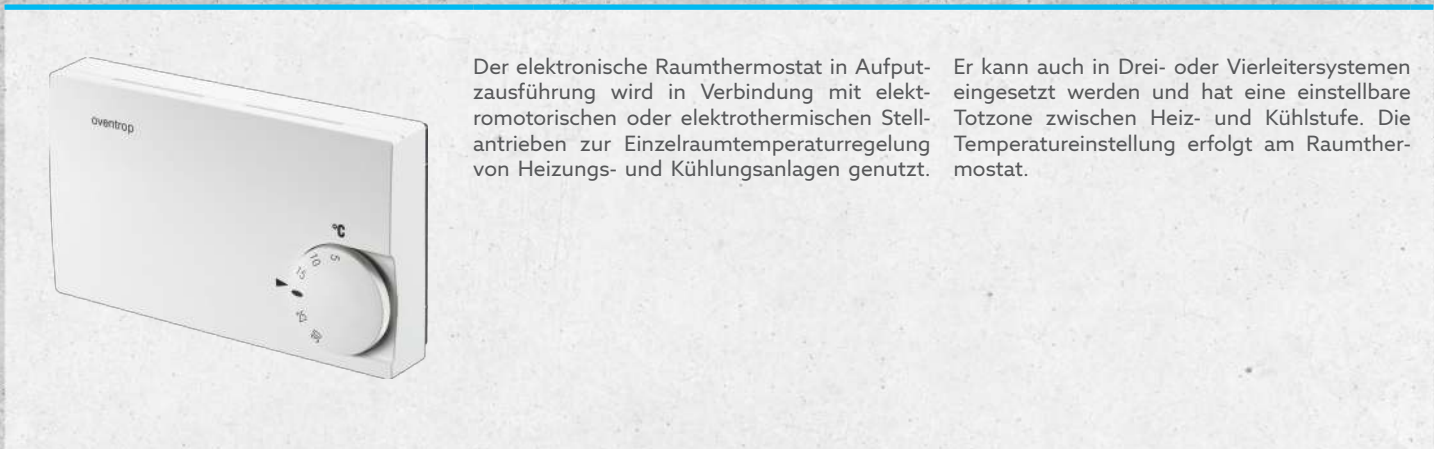 oventrop
°C
5
10
15
Der elektronische Raumthermostat in Aufput-
zausführung wird in Verbindung mit elekt-
romotorischen oder elektrothermischen Stell-
antrieben zur Einzelraumtemperaturregelung
von Heizungs- und Kühlungsanlagen genutzt.
Er kann auch in Drei- oder Vierleitersystemen
eingesetzt werden und hat eine einstellbare
Totzone zwischen Heiz- und Kühlstufe. Die
Temperatureinstellung erfolgt am Raumther-
mostat.